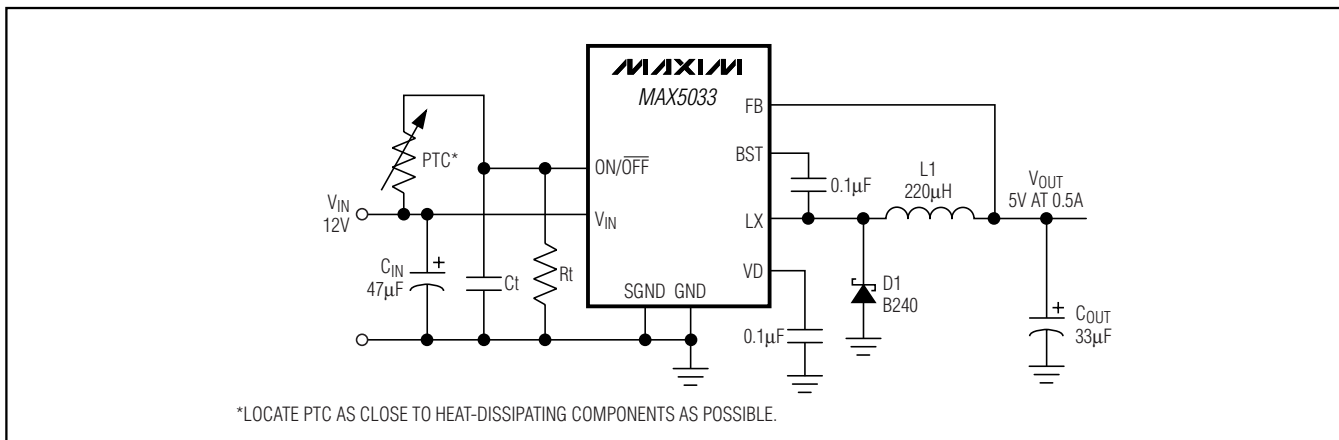 MAXIM
MAX5033
FB
BST
ON/OFF
PTC*
0.1µF
L1
220µH
VOUT
5V AT 0.5A
VIN
12V
VIN
LX
CIN
47µF
+
Ct
Rt
VD
SGND GND
D1
B240
0.1µF
+
COUT
33µF
*LOCATE PTC AS CLOSE TO HEAT-DISSIPATING COMPONENTS AS POSSIBLE.